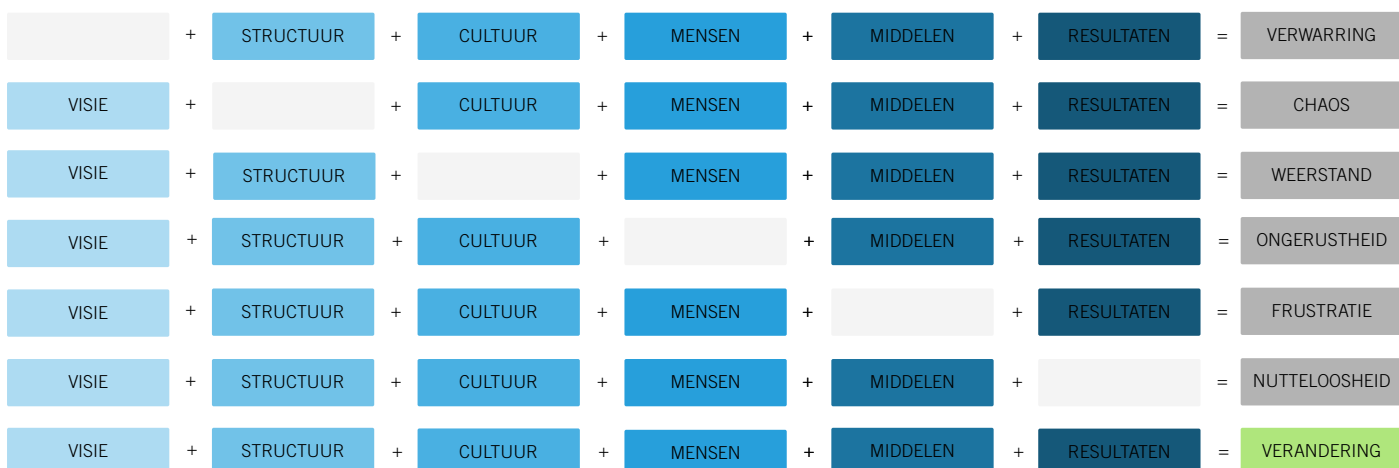 + STRUCTUUR + CULTUUR + MENSEN + MIDDELEN + RESULTATEN = VERWARRING
VISIE + + CULTUUR + MENSEN + MIDDELEN + RESULTATEN = CHAOS
VISIE + STRUCTUUR + + MENSEN + MIDDELEN + RESULTATEN = WEERSTAND
VISIE + STRUCTUUR + CULTUUR + + MIDDELEN + RESULTATEN = ONGERUSTHEID
VISIE + STRUCTUUR + CULTUUR + MENSEN + + RESULTATEN = FRUSTRATIE
VISIE + STRUCTUUR + CULTUUR + MENSEN + MIDDELEN + = NUTTELOOSHEID
VISIE + STRUCTUUR + CULTUUR + MENSEN + MIDDELEN + RESULTATEN = VERANDERING